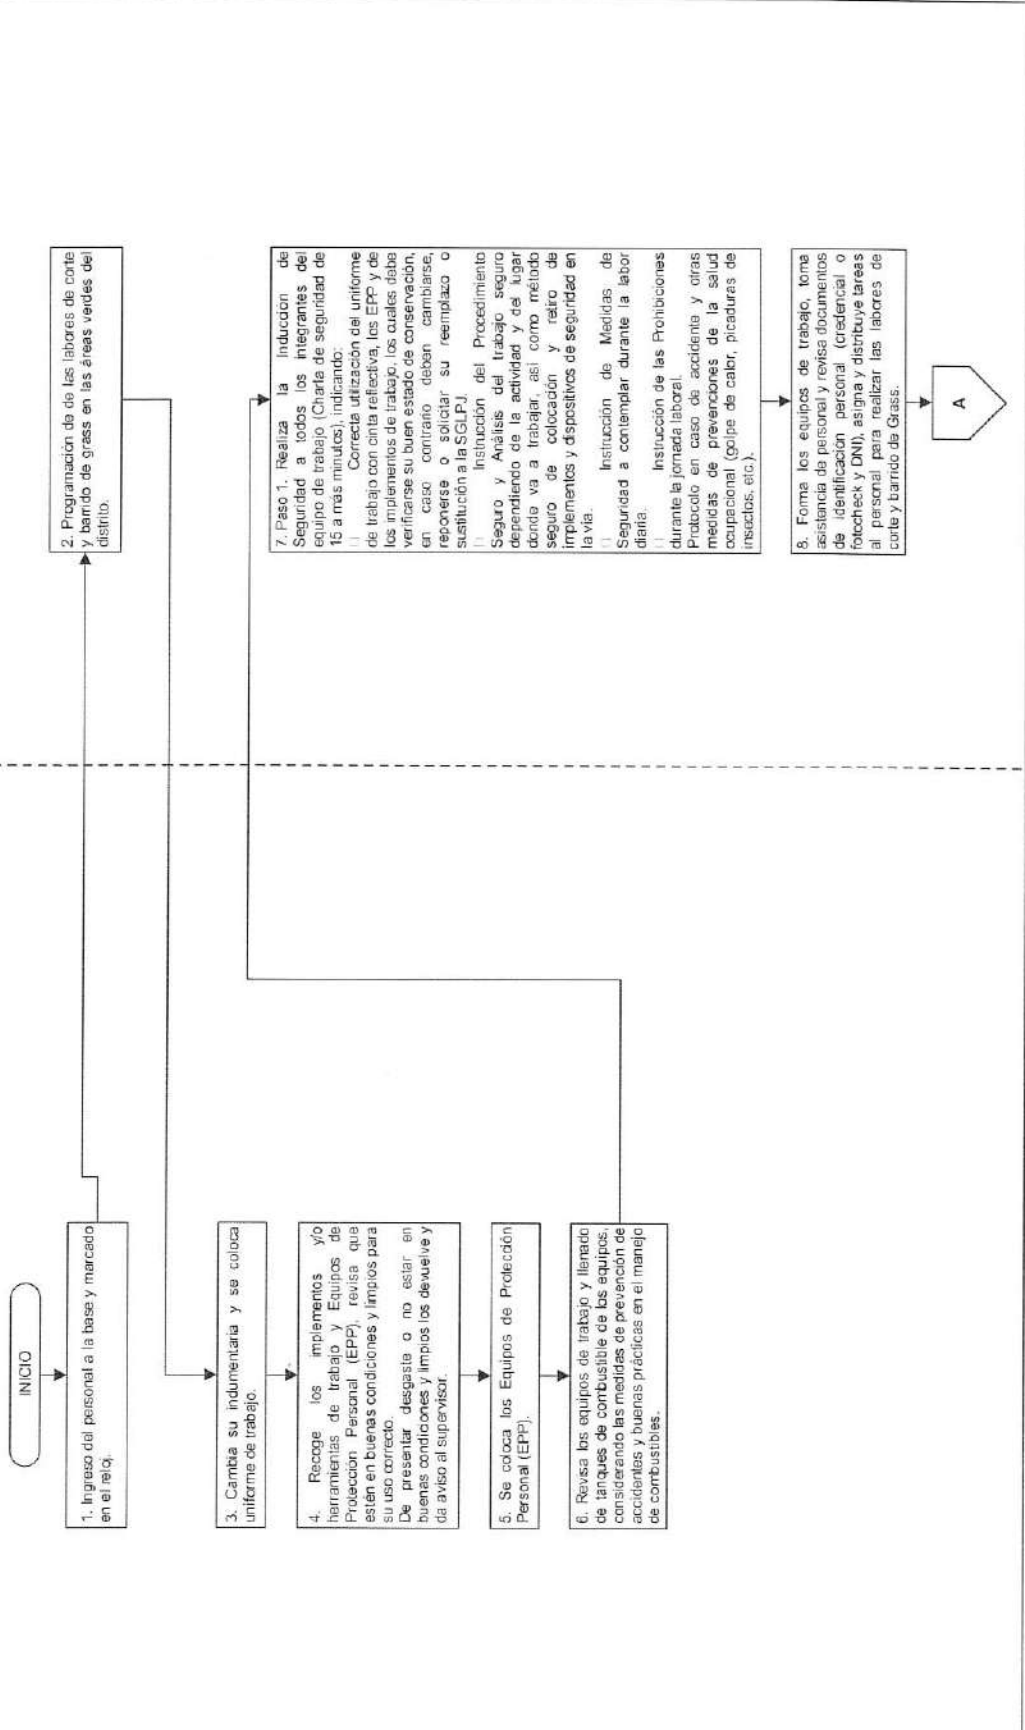 INICIO
1. Ingreso del personal a la base y marcado
en el reloj.
2. Programación de de las labores de corte
y barrido de grass en las áreas verdes del
distrito.
3. Cambia su indumentaria y se coloca
uniforme de trabajo.
4. Recoge los implementos y/o
herramientas de trabajo y Equipos de
Protección Personal (EPP), revisa que
estén en buenas condiciones y limpios para
su uso correcto.
De presentar desgaste o no estar en
buenas condiciones y limpios los devuelve y
da aviso al supervisor.
5. Se coloca los Equipos de Protección
Personal (EPP).
6. Revisa los equipos de trabajo y llenado
de tanques de combustible de los equipos,
considerando las medidas de prevención de
accidentes y buenas prácticas en el manejo
de combustibles.
7. Paso 1. Realiza la Inducción de
Seguridad a todos los integrantes del
equipo de trabajo (Charla de seguridad de
15 a más minutos), indicando:
□ Correcta utilización del uniforme
de trabajo con cinta reflectiva, los EPP y de
los implementos de trabajo, los cuales debe
verificarse su buen estado de conservación,
en caso contrario deben cambiarse,
reponerse o solicitar su reemplazo o
sustitución a la SGLPJ.
□ Instrucción del Procedimiento
Seguro y Análisis del trabajo seguro
dependiendo de la actividad y del lugar
donde va a trabajar, así como método
seguro de colocación y retiro de
implementos y dispositivos de seguridad en
la vía.
□ Instrucción de Medidas de
Seguridad a contemplar durante la labor
diaria.
□ Instrucción de las Prohibiciones
durante la jornada laboral.
Protocolo en caso de accidente y otras
medidas de prevenciones de la salud
ocupacional (golpe de calor, picaduras de
insectos, etc.).
8. Forma los equipos de trabajo, toma
asistencia de personal y revisa documentos
de identificación personal (credencial o
fotocheck y DNI), asigna y distribuye tareas
al personal para realizar las labores de
corte y barrido de Grass.
A